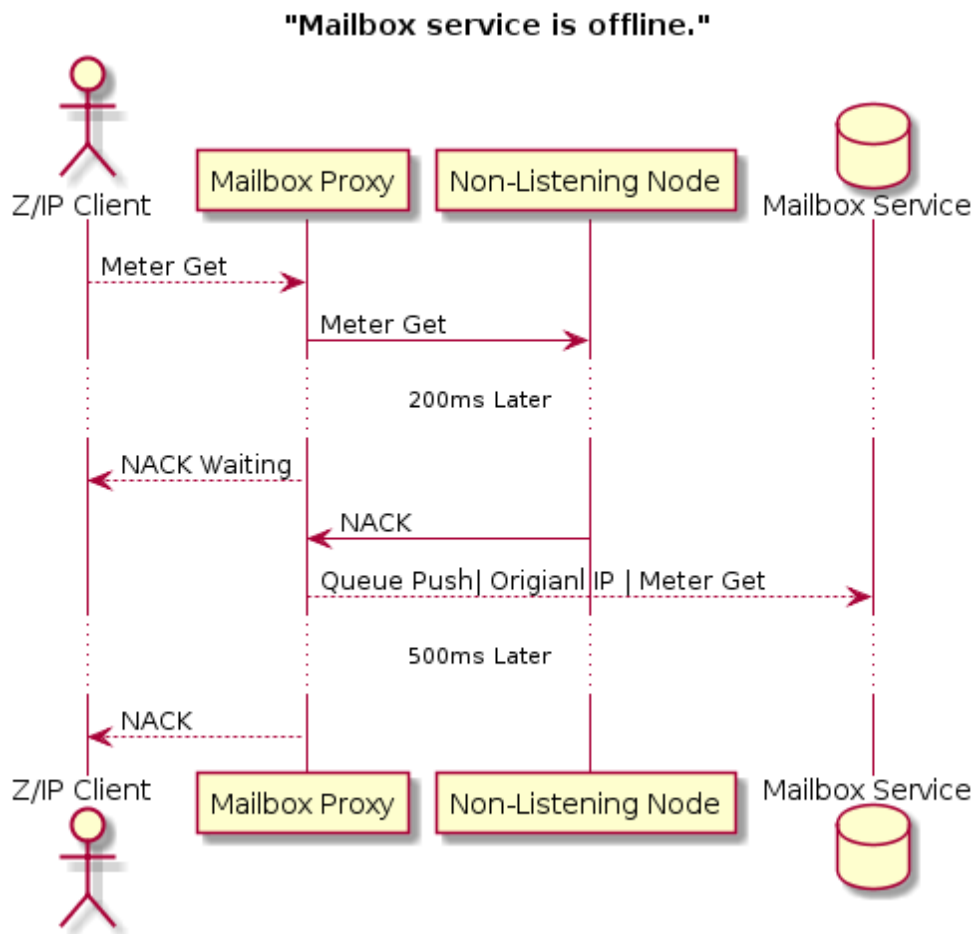 "Mailbox service is offline."
Z/IP Client
Mailbox Proxy
Non-Listening Node
Mailbox Service
Meter Get
Meter Get
200ms Later
NACK Waiting
NACK
Queue Push| Origianl IP | Meter Get
500ms Later
NACK
Z/IP Client
Mailbox Proxy
Non-Listening Node
Mailbox Service